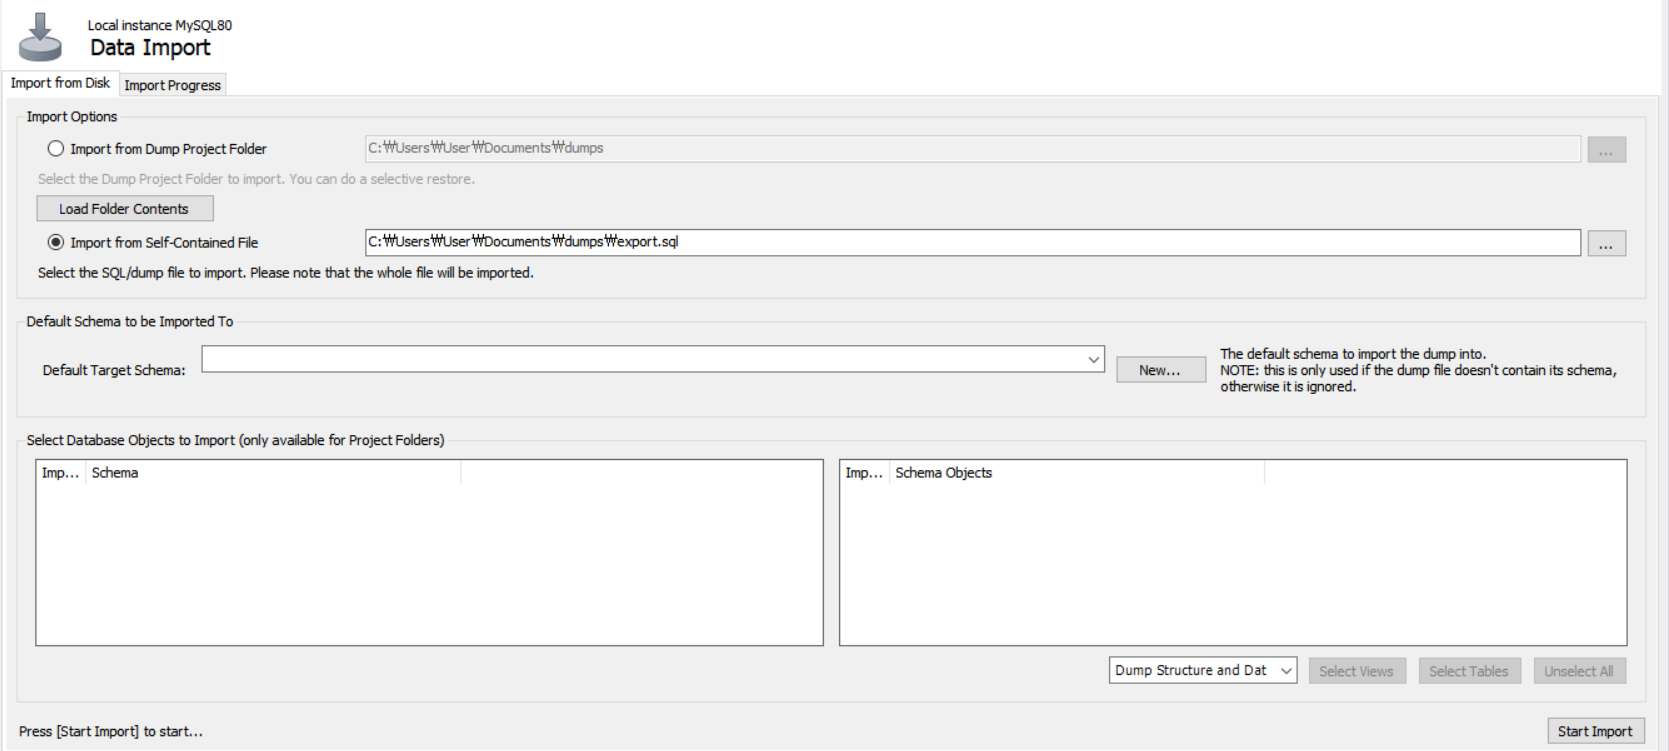 Local instance MySQL80
Data Import
Import from Disk
Import Progress
Import Options
Import from Dump Project Folder
C:₩Users₩User₩Documents₩dumps
...
Select the Dump Project Folder to import. You can do a selective restore.
Load Folder Contents
Import from Self-Contained File
C:₩Users₩User₩Documents₩dumps₩export.sql
...
Select the SQL/dump file to import. Please note that the whole file will be imported.
Default Schema to be Imported To
Default Target Schema:
New...
The default schema to import the dump into.
NOTE: this is only used if the dump file doesn't contain its schema,
otherwise it is ignored.
Select Database Objects to Import (only available for Project Folders)
Imp... Schema
Imp... Schema Objects
Dump Structure and Dat
Select Views
Select Tables
Unselect All
Press [Start Import] to start...
Start Import